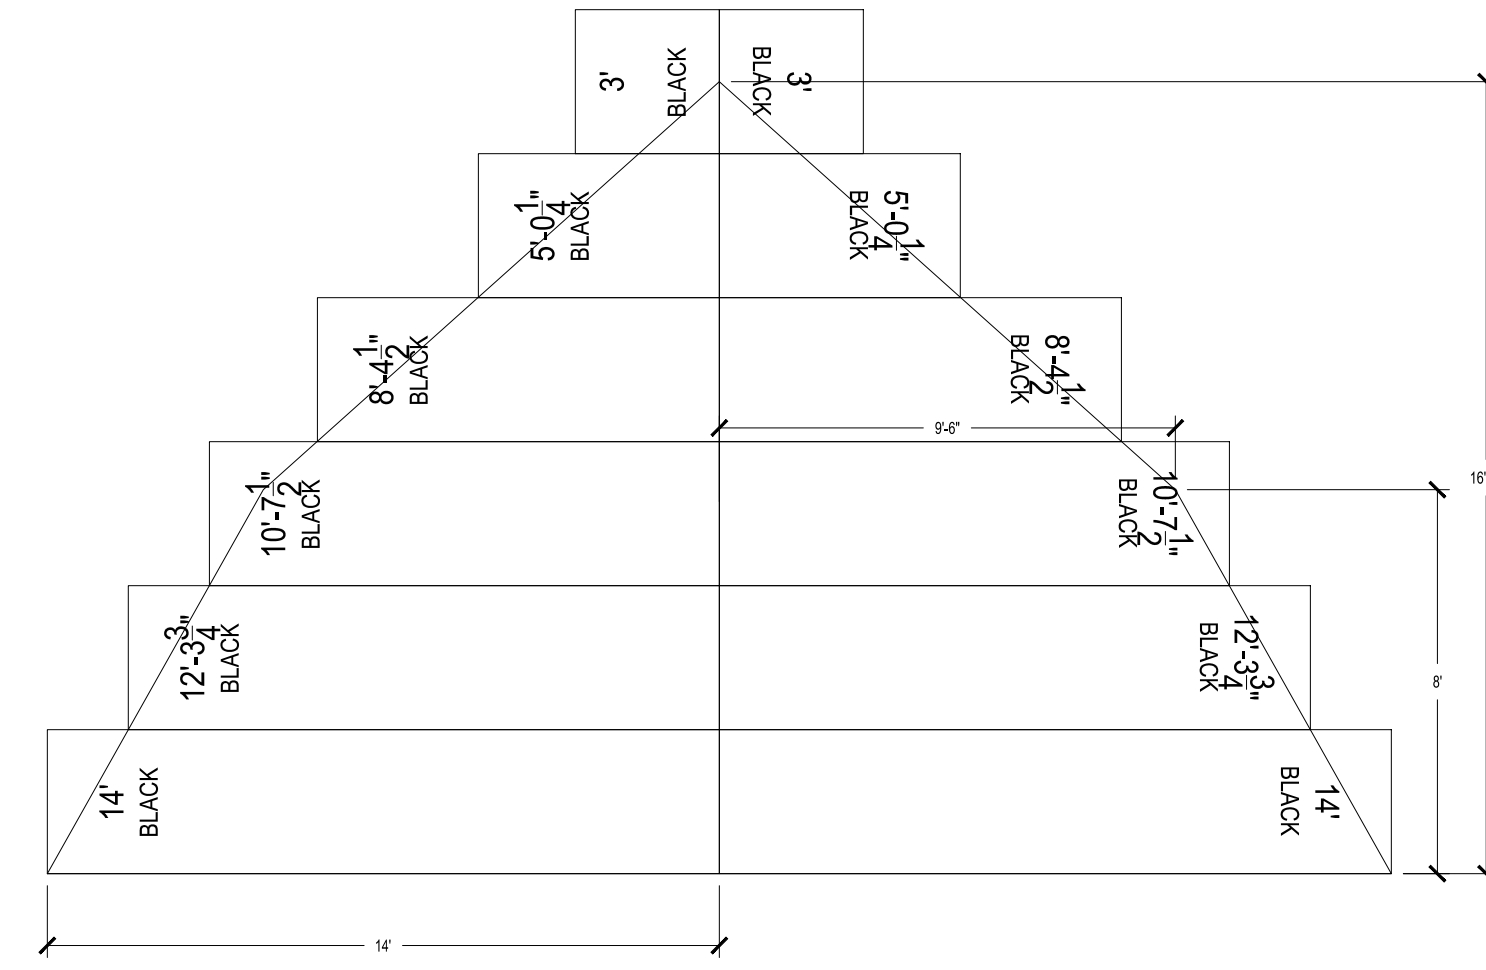 3'
BLACK
BLACK
3'
5'-0 1/4"
BLACK
BLACK
5'-0 1/4"
8'-4 1/2"
BLACK
BLACK
8'-4 1/2"
9'-6"
16'
10'-7 1/2"
BLACK
BLACK
10'-7 1/2"
12'-3 3/4"
BLACK
BLACK
12'-3 3/4"
8'
14'
BLACK
BLACK
14'
14'